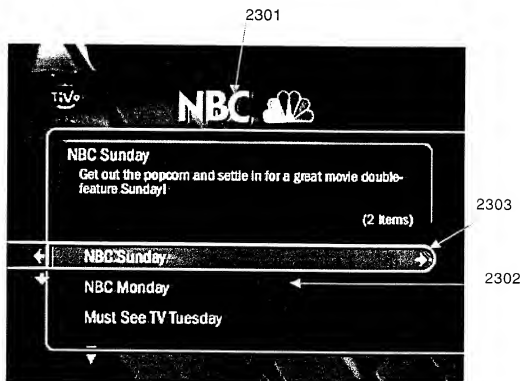 2301
TiVo
NBC
NBC Sunday
Get out the popcorn and settle in for a great movie double-
feature Sunday!
(2 items)
2303
NBC Sunday
2302
NBC Monday
Must See TV Tuesday